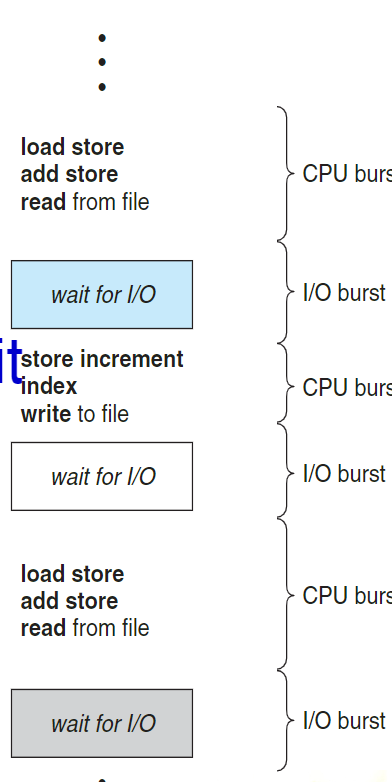 load store
add store
read from file
CPU burs
wait for I/O
I/O burst
it
store increment
index
write to file
CPU burs
wait for I/O
I/O burst
load store
add store
read from file
CPU burs
wait for I/O
I/O burst